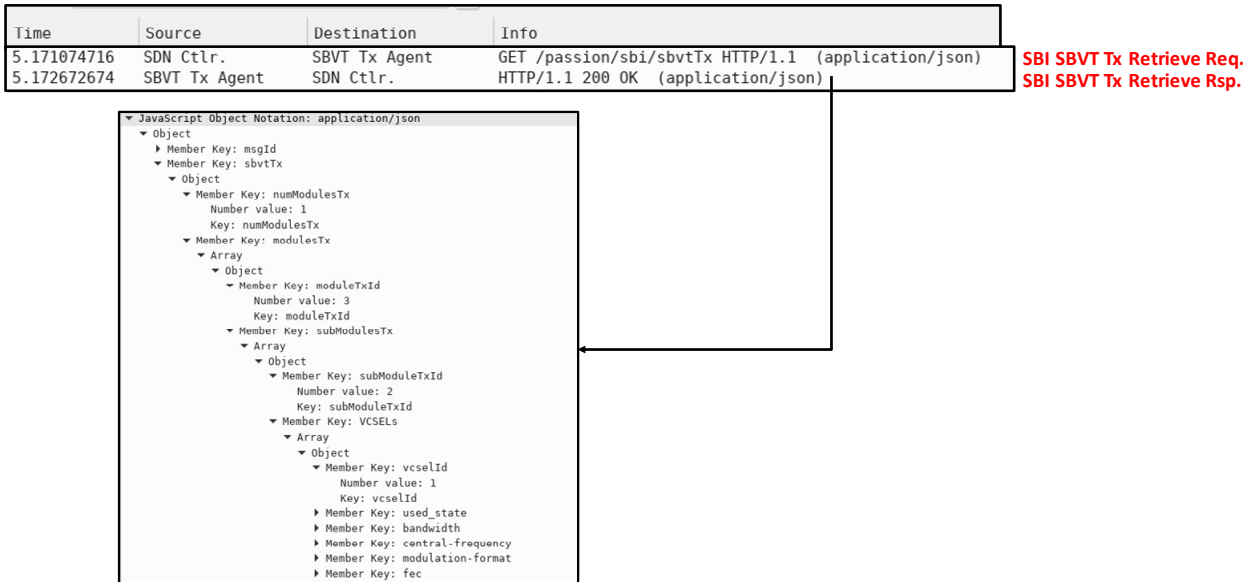 Time Source Destination Info
5.171074716 SDN Ctlr. SBVT Tx Agent GET /passion/sbi/sbvtTx HTTP/1.1 (application/json) SBI SBVT Tx Retrieve Req.
5.172672674 SBVT Tx Agent SDN Ctlr. HTTP/1.1 200 OK (application/json) SBI SBVT Tx Retrieve Rsp.
JavaScript Object Notation: application/json
Object
Member Key: msgId
Member Key: sbvtTx
Object
Member Key: numModulesTx
Number value: 1
Key: numModulesTx
Member Key: modulesTx
Array
Object
Member Key: moduleTxId
Number value: 3
Key: moduleTxId
Member Key: subModulesTx
Array
Object
Member Key: subModuleTxId
Number value: 2
Key: subModuleTxId
Member Key: VCSELs
Array
Object
Member Key: vcselId
Number value: 1
Key: vcselId
Member Key: used_state
Member Key: bandwidth
Member Key: central-frequency
Member Key: modulation-format
Member Key: fec